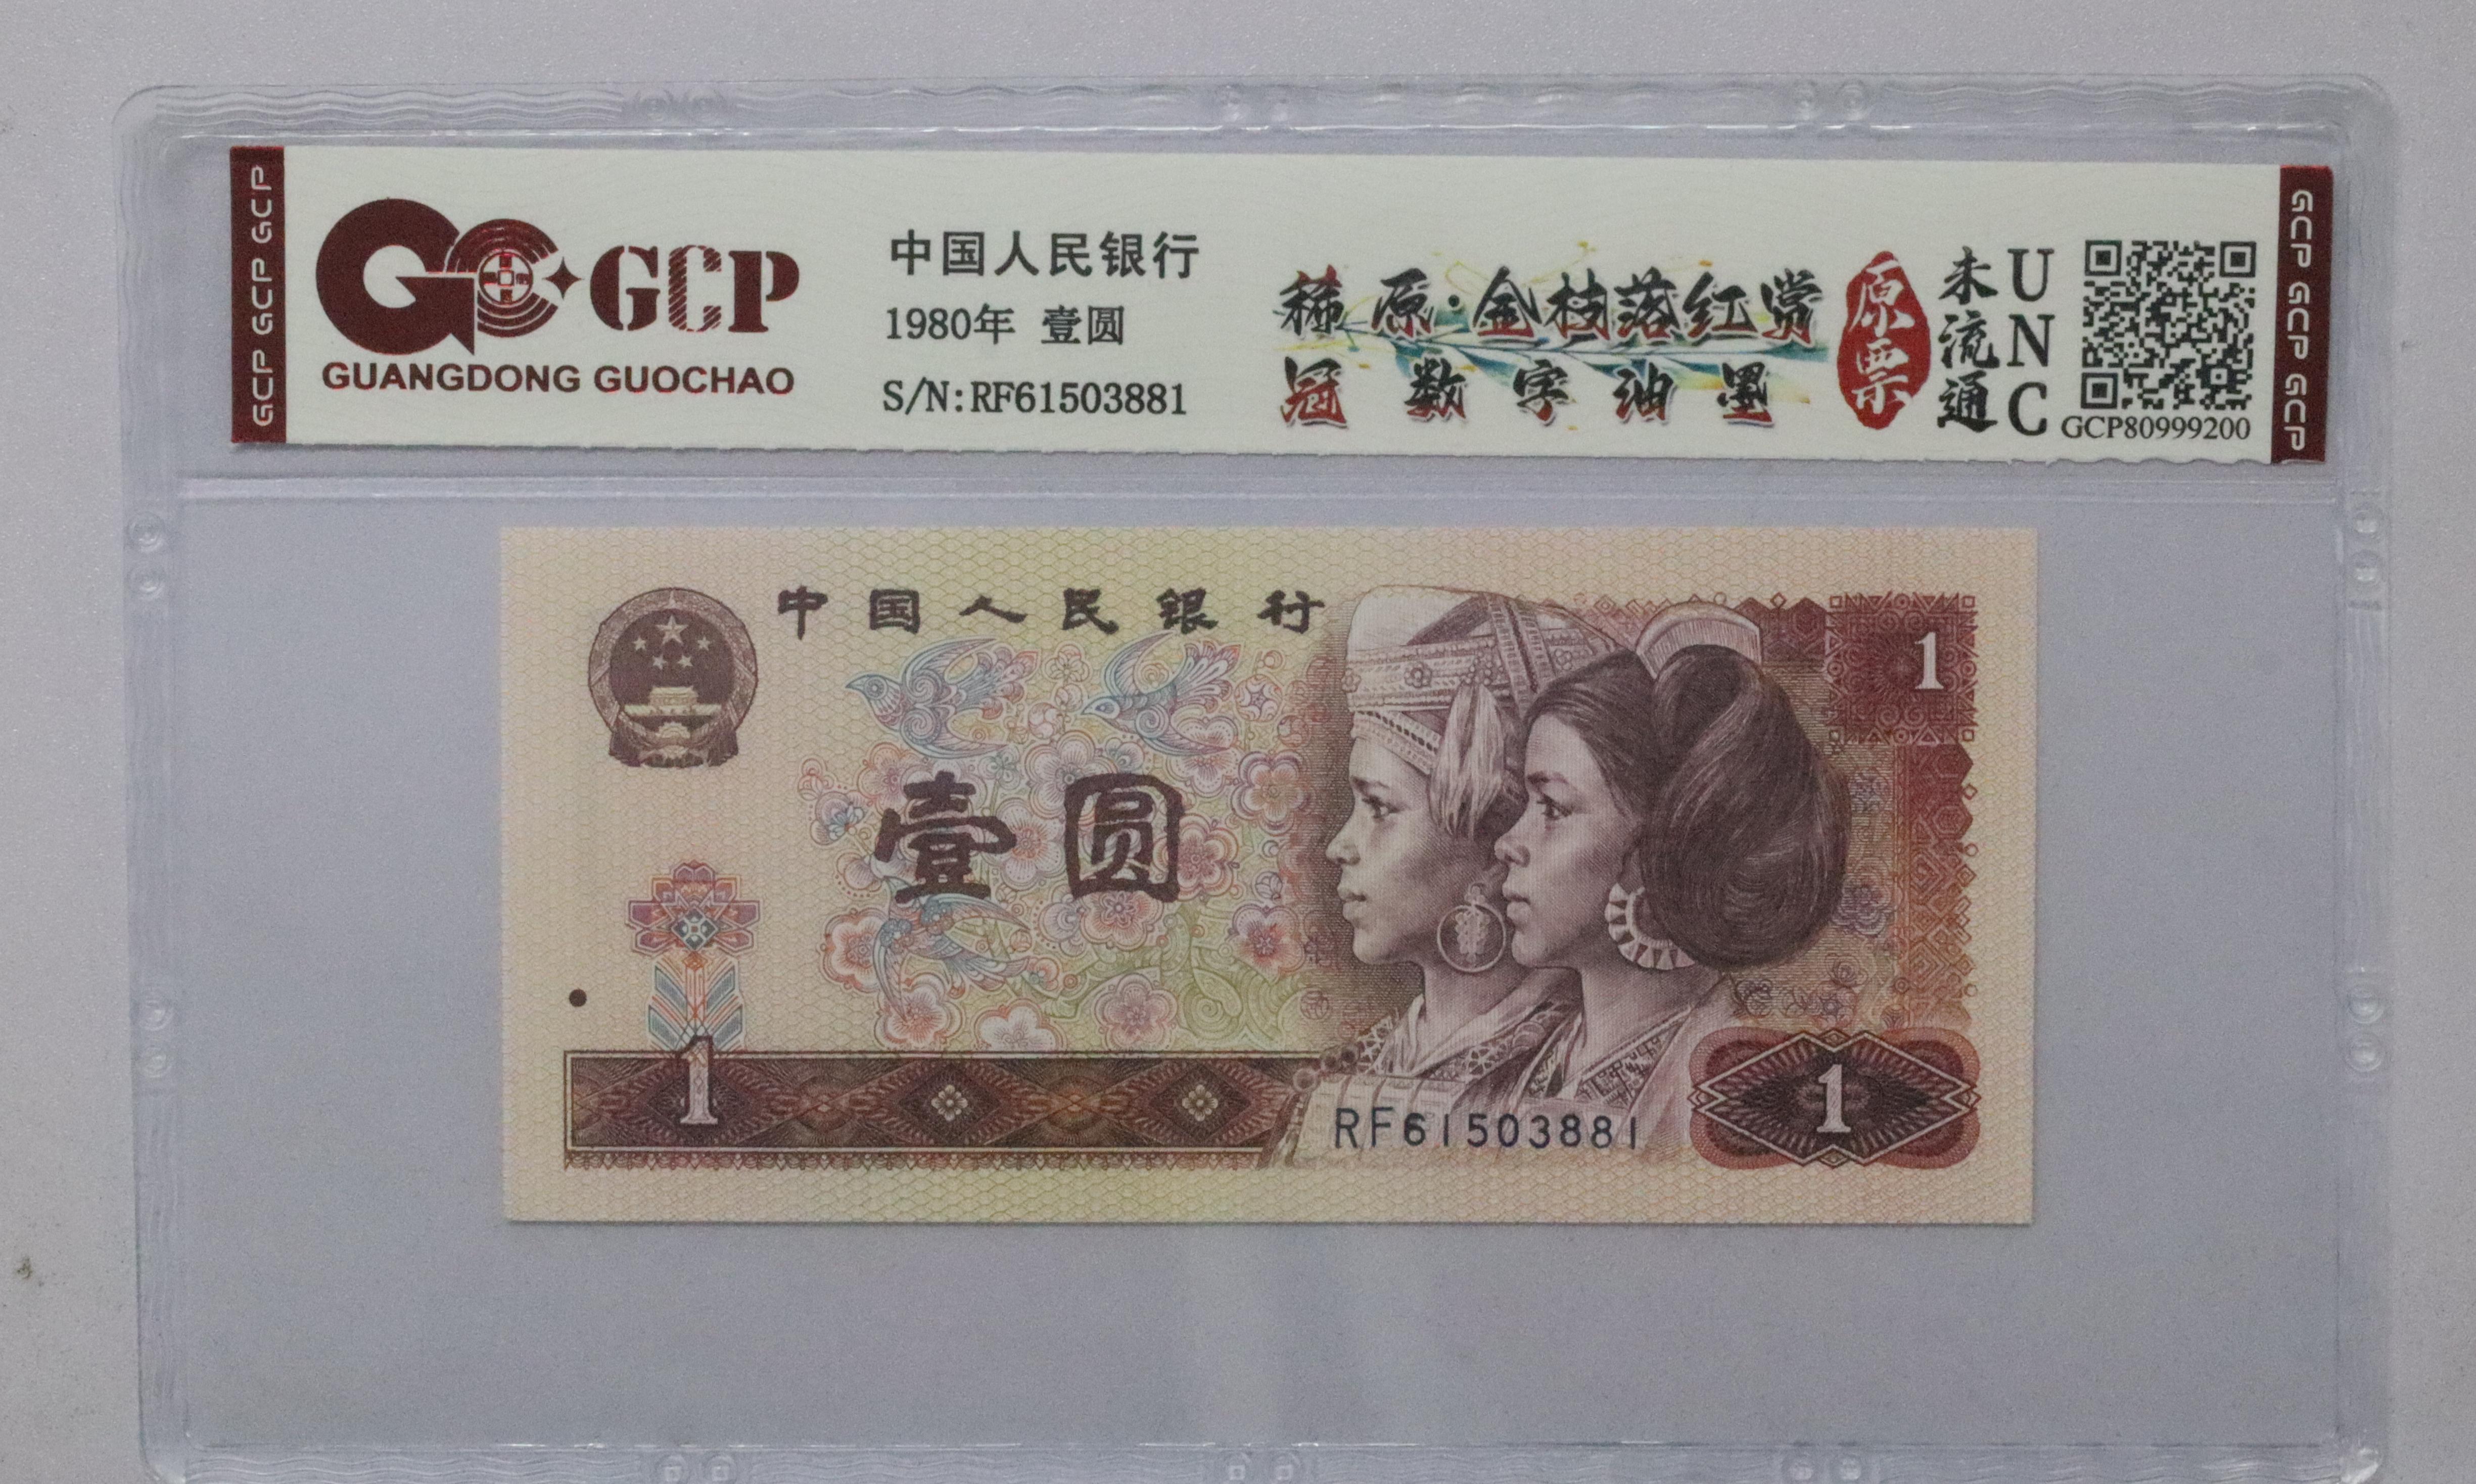 GCP GCP GCP
GCP
GUANGDONG GUOCHAO
中国人民银行
1980年 壹圆
S/N:RF61503881
稀原·金枝落红赏
冠数字油墨
原票
未流通
UNC
GCP80999200
GCP GCP GCP
中国人民银行
1
壹圆
1
RF61503881
1